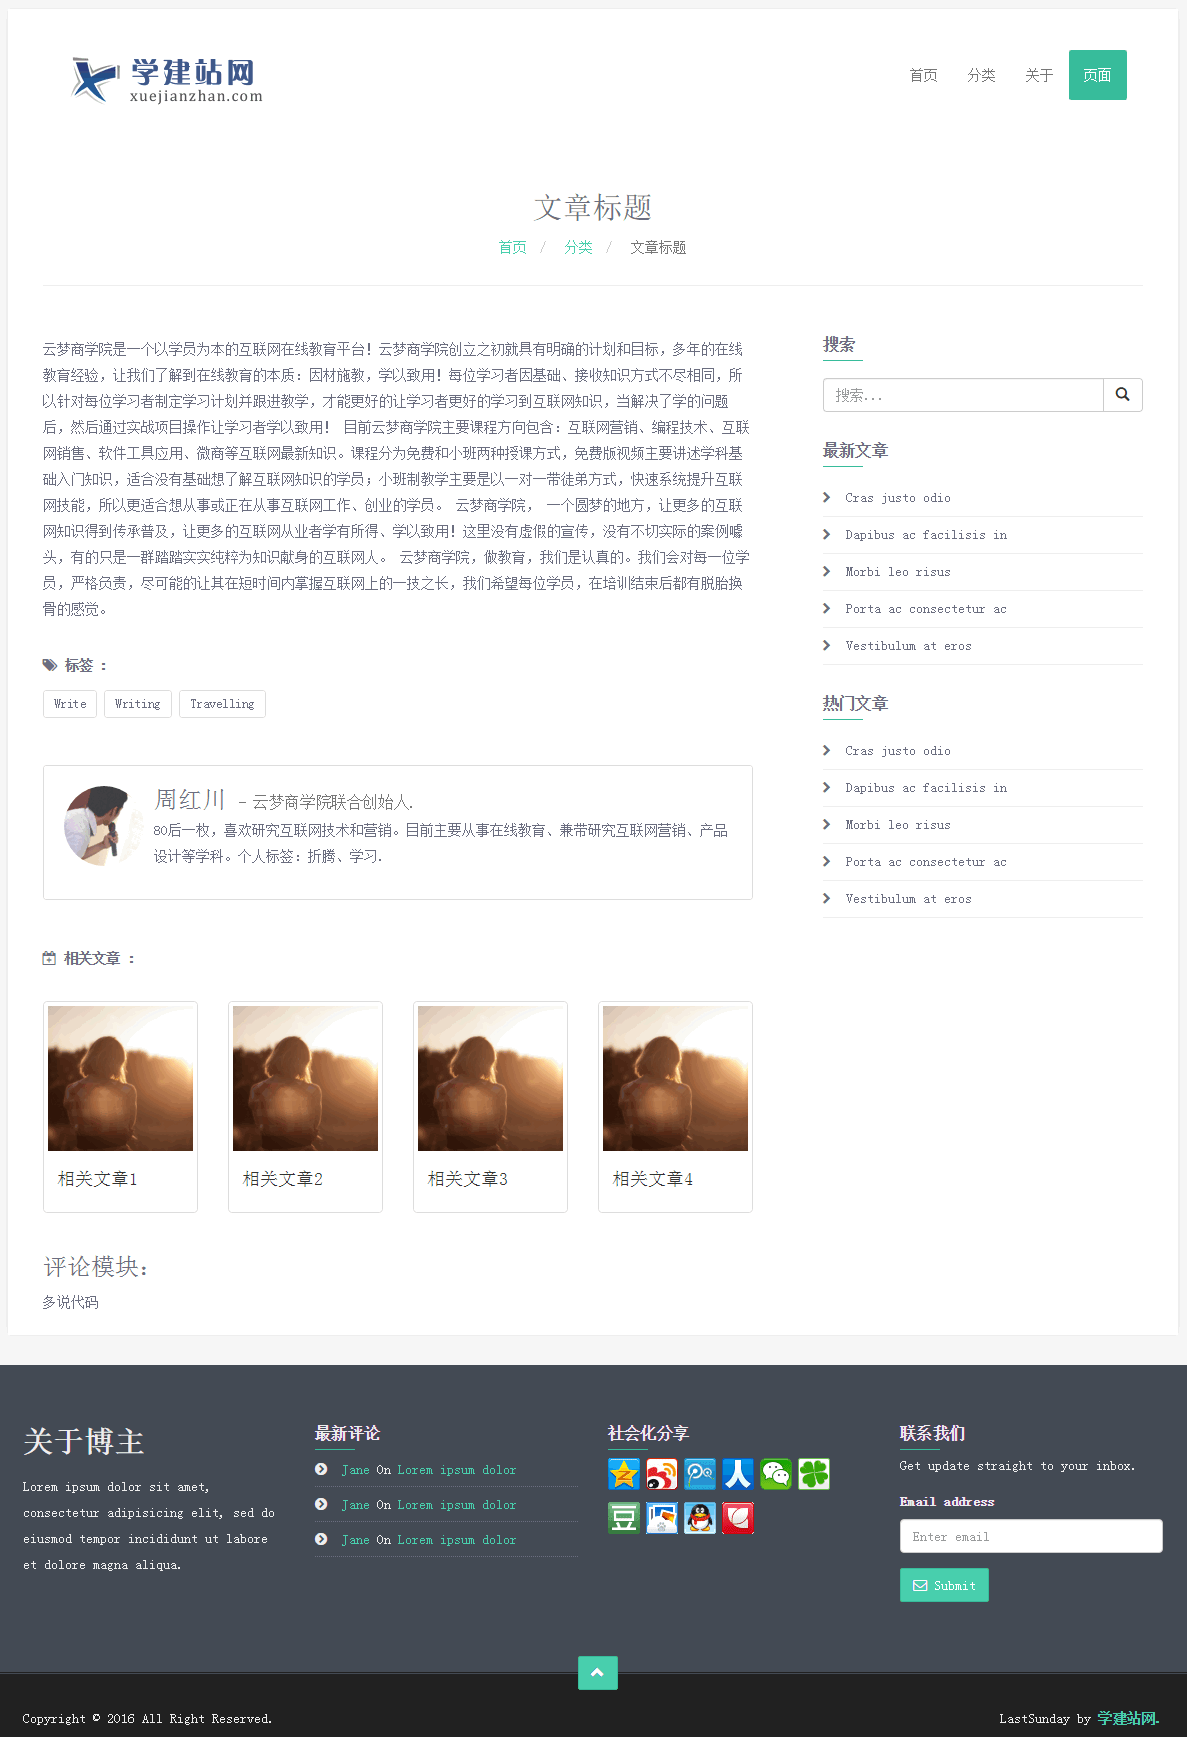 学建站网
xuejianzhan.com
首页 分类 关于 页面
文章标题
首页 / 分类 / 文章标题
云梦商学院是一个以学员为本的互联网在线教育平台！云梦商学院创立之初就具有明确的计划和目标，多年的在线
教育经验，让我们了解到在线教育的本质：因材施教，学以致用！每位学习者因基础、接收知识方式不尽相同，所
以针对每位学习者制定学习计划并跟进教学，才能更好的让学习者更好的学习到互联网知识，当解决了学的问题
后，然后通过实战项目操作让学习者学以致用！ 目前云梦商学院主要课程方向包含：互联网营销、编程技术、互联
网销售、软件工具应用、微商等互联网最新知识。课程分为免费和小班两种授课方式，免费版视频主要讲述学科基
础入门知识，适合没有基础想了解互联网知识的学员；小班制教学主要是以一对一带徒弟方式，快速系统提升互联
网技能，所以更适合想从事或正在从事互联网工作、创业的学员。 云梦商学院， 一个圆梦的地方，让更多的互联
网知识得到传承普及，让更多的互联网从业者学有所得、学以致用！这里没有虚假的宣传，没有不切实际的案例噱
头，有的只是一群踏踏实实纯粹为知识献身的互联网人。 云梦商学院，做教育，我们是认真的。我们会对每一位学
员，严格负责，尽可能的让其在短时间内掌握互联网上的一技之长，我们希望每位学员，在培训结束后都有脱胎换
骨的感觉。
标签 :
Write Writing Travelling
周红川 - 云梦商学院联合创始人.
80后一枚，喜欢研究互联网技术和营销。目前主要从事在线教育、兼带研究互联网营销、产品
设计等学科。个人标签：折腾、学习.
相关文章 :
相关文章1 相关文章2 相关文章3 相关文章4
评论模块：
多说代码
搜索
搜索...
最新文章
Cras justo odio
Dapibus ac facilisis in
Morbi leo risus
Porta ac consectetur ac
Vestibulum at eros
热门文章
Cras justo odio
Dapibus ac facilisis in
Morbi leo risus
Porta ac consectetur ac
Vestibulum at eros
关于博主
Lorem ipsum dolor sit amet,
consectetur adipisicing elit, sed do
eiusmod tempor incididunt ut labore
et dolore magna aliqua.
最新评论
Jane On Lorem ipsum dolor
Jane On Lorem ipsum dolor
Jane On Lorem ipsum dolor
社会化分享
豆
联系我们
Get update straight to your inbox.
Email address
Enter email
Submit
Copyright © 2016 All Right Reserved.
LastSunday by 学建站网.